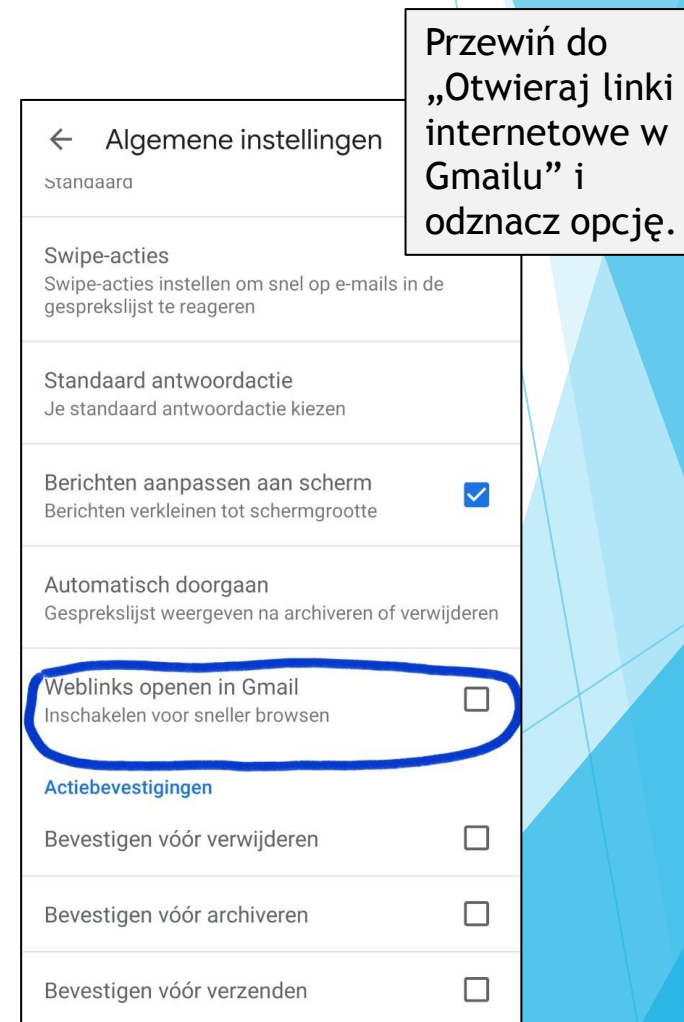 Przewiń do
„Otwieraj linki
internetowe w
Gmailu” i
odznacz opcję.
Algemene instellingen
Standaard
Swipe-acties
Swipe-acties instellen om snel op e-mails in de
gesprekslijst te reageren
Standaard antwoordactie
Je standaard antwoordactie kiezen
Berichten aanpassen aan scherm
Berichten verkleinen tot schermgrootte
Automatisch doorgaan
Gesprekslijst weergeven na archiveren of verwijderen
Weblinks openen in Gmail
Inschakelen voor sneller browsen
Actiebevestigingen
Bevestigen vóór verwijderen
Bevestigen vóór archiveren
Bevestigen vóór verzenden